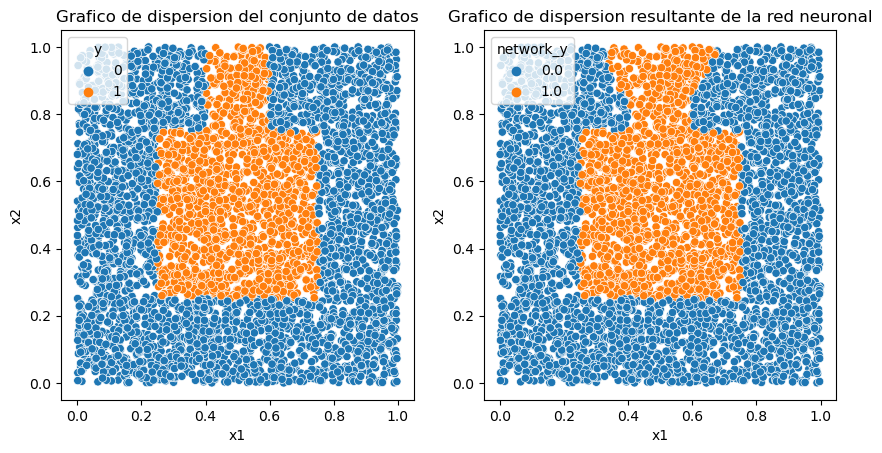 Grafico de dispersion del conjunto de datos
y
0
1
1.0
0.8
0.6
0.4
0.2
0.0
x2
0.0 0.2 0.4 0.6 0.8 1.0
x1
Grafico de dispersion resultante de la red neuronal
network_y
0.0
1.0
1.0
0.8
0.6
0.4
0.2
0.0
x2
0.0 0.2 0.4 0.6 0.8 1.0
x1